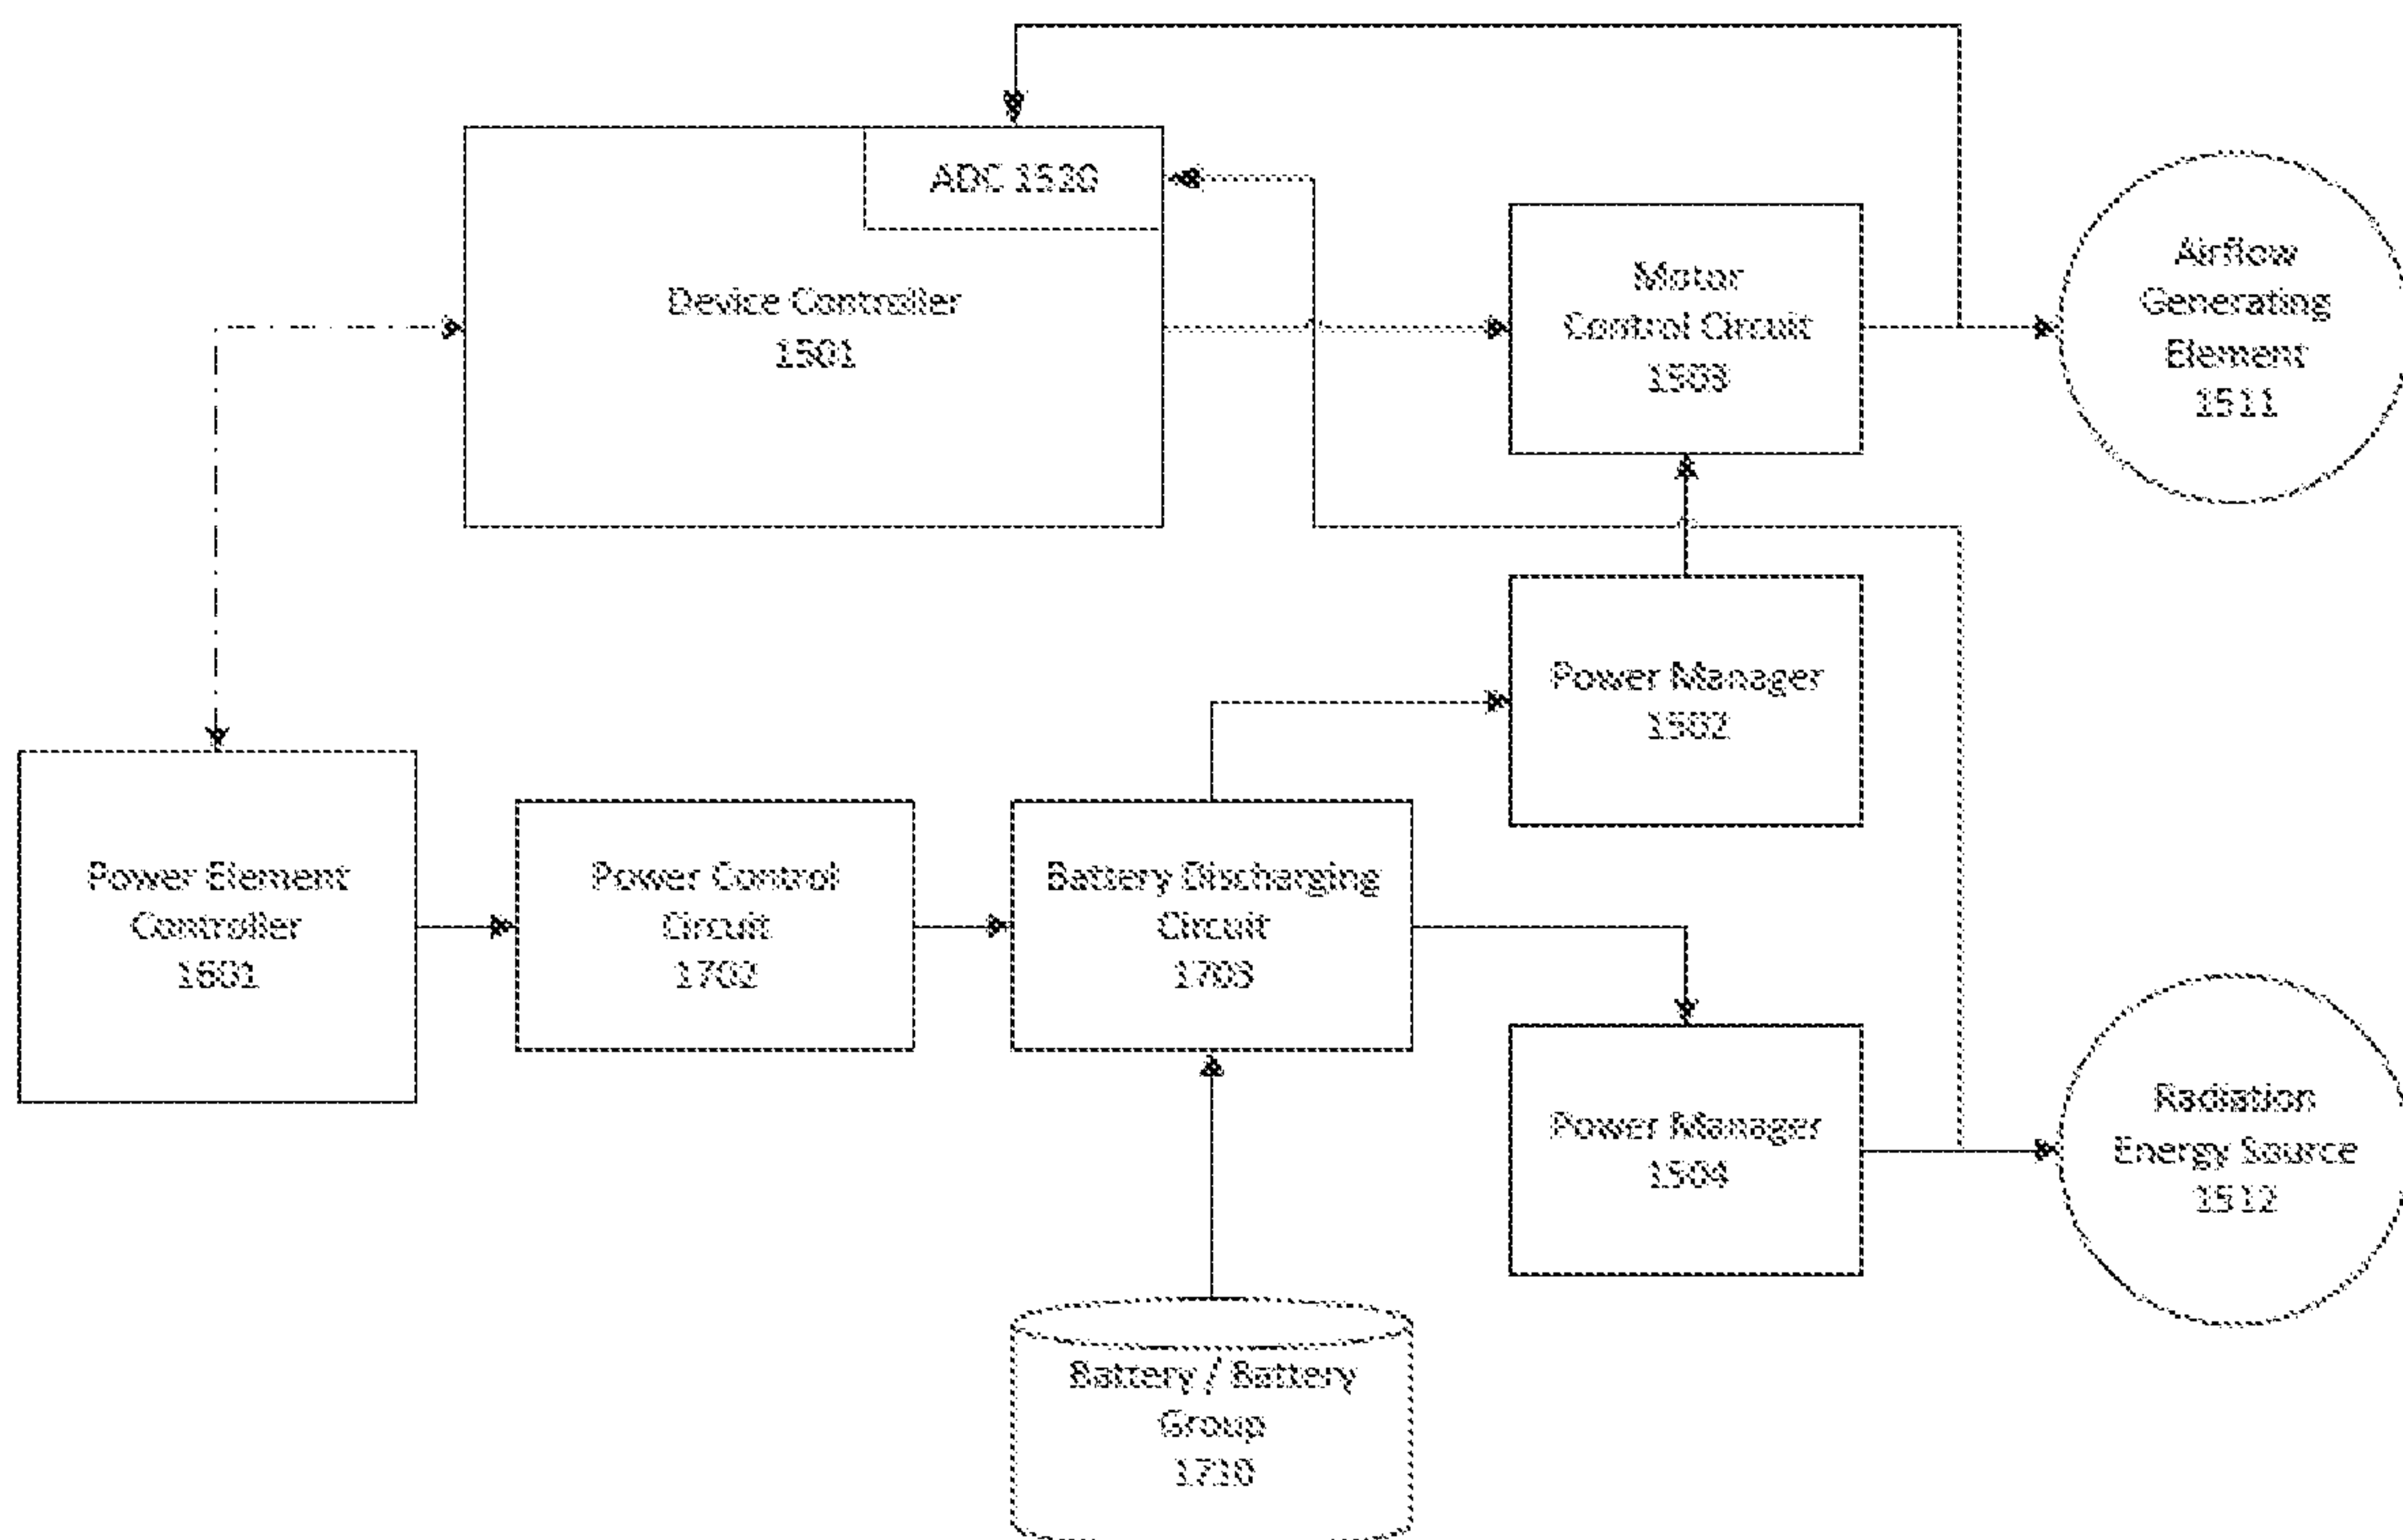 ADC 1520
Device Controller
1501
Motor
Control Circuit
1503
Airflow
Generating
Element
1511
Power Manager
1502
Power Element
Controller
1601
Power Control
Circuit
1702
Battery Discharging
Circuit
1703
Power Manager
1504
Radiation
Energy Source
1512
Battery / Battery
Group
1710